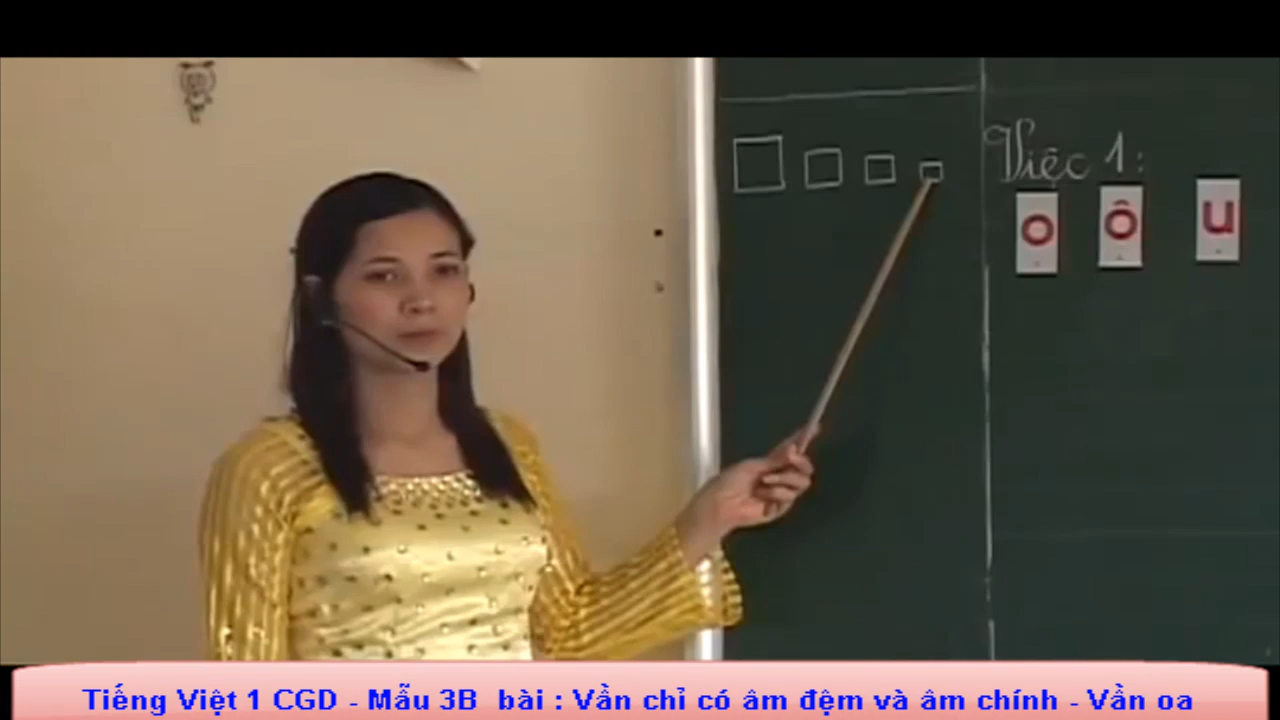 Việc 1:
o ô u
Tiếng Việt 1 CGD - Mẫu 3B bài : Vần chỉ có âm đệm và âm chính - Vần oa